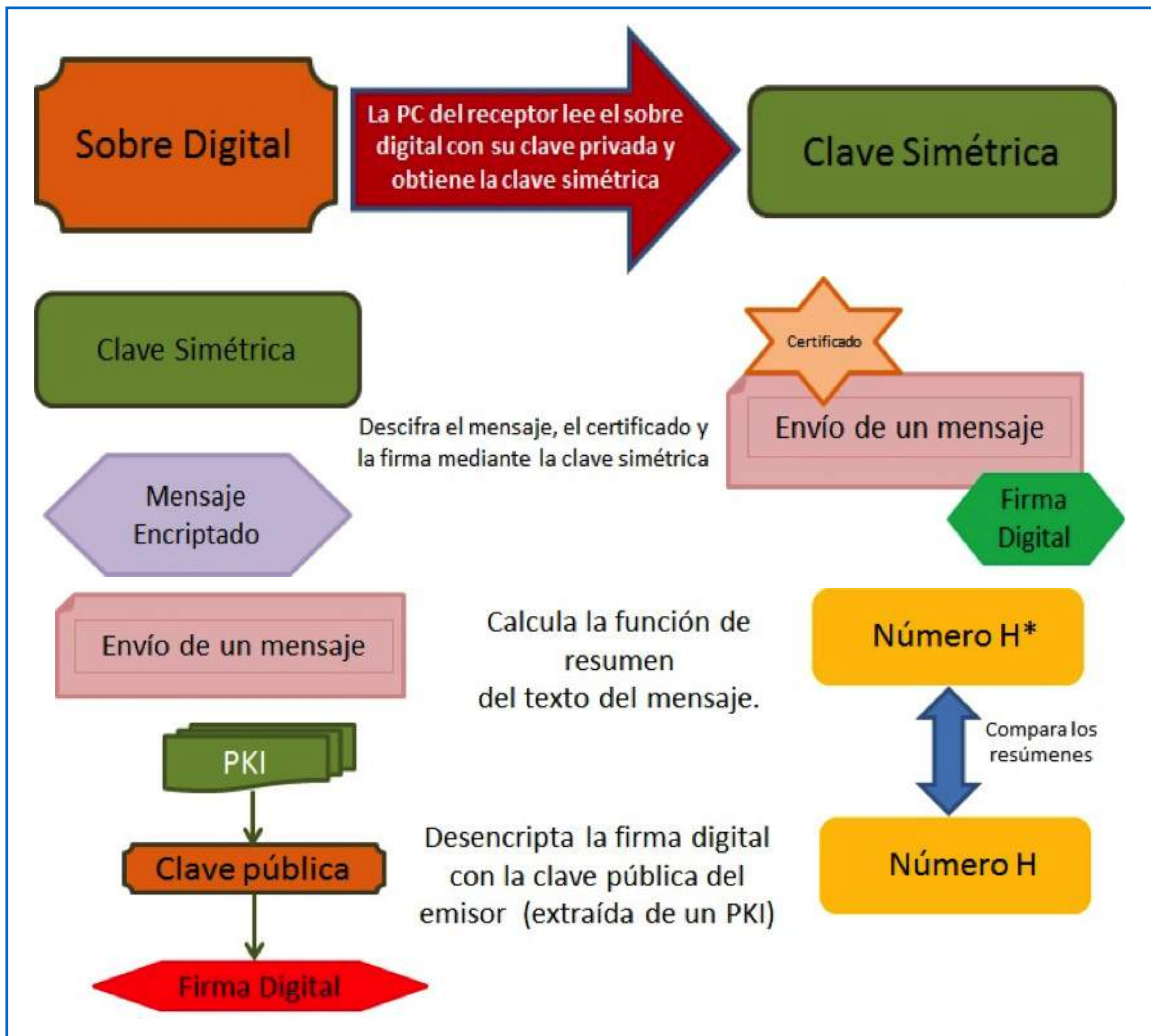 Sobre Digital
La PC del receptor lee el sobre
digital con su clave privada y
obtiene la clave simétrica
Clave Simétrica
Clave Simétrica
Mensaje
Encriptado
Descifra el mensaje, el certificado y
la firma mediante la clave simétrica
Certificado
Envío de un mensaje
Firma
Digital
Envío de un mensaje
Calcula la función de
resumen
del texto del mensaje.
Número H*
Compara los
resúmenes
PKI
Clave pública
Firma Digital
Desencripta la firma digital
con la clave pública del
emisor (extraída de un PKI)
Número H